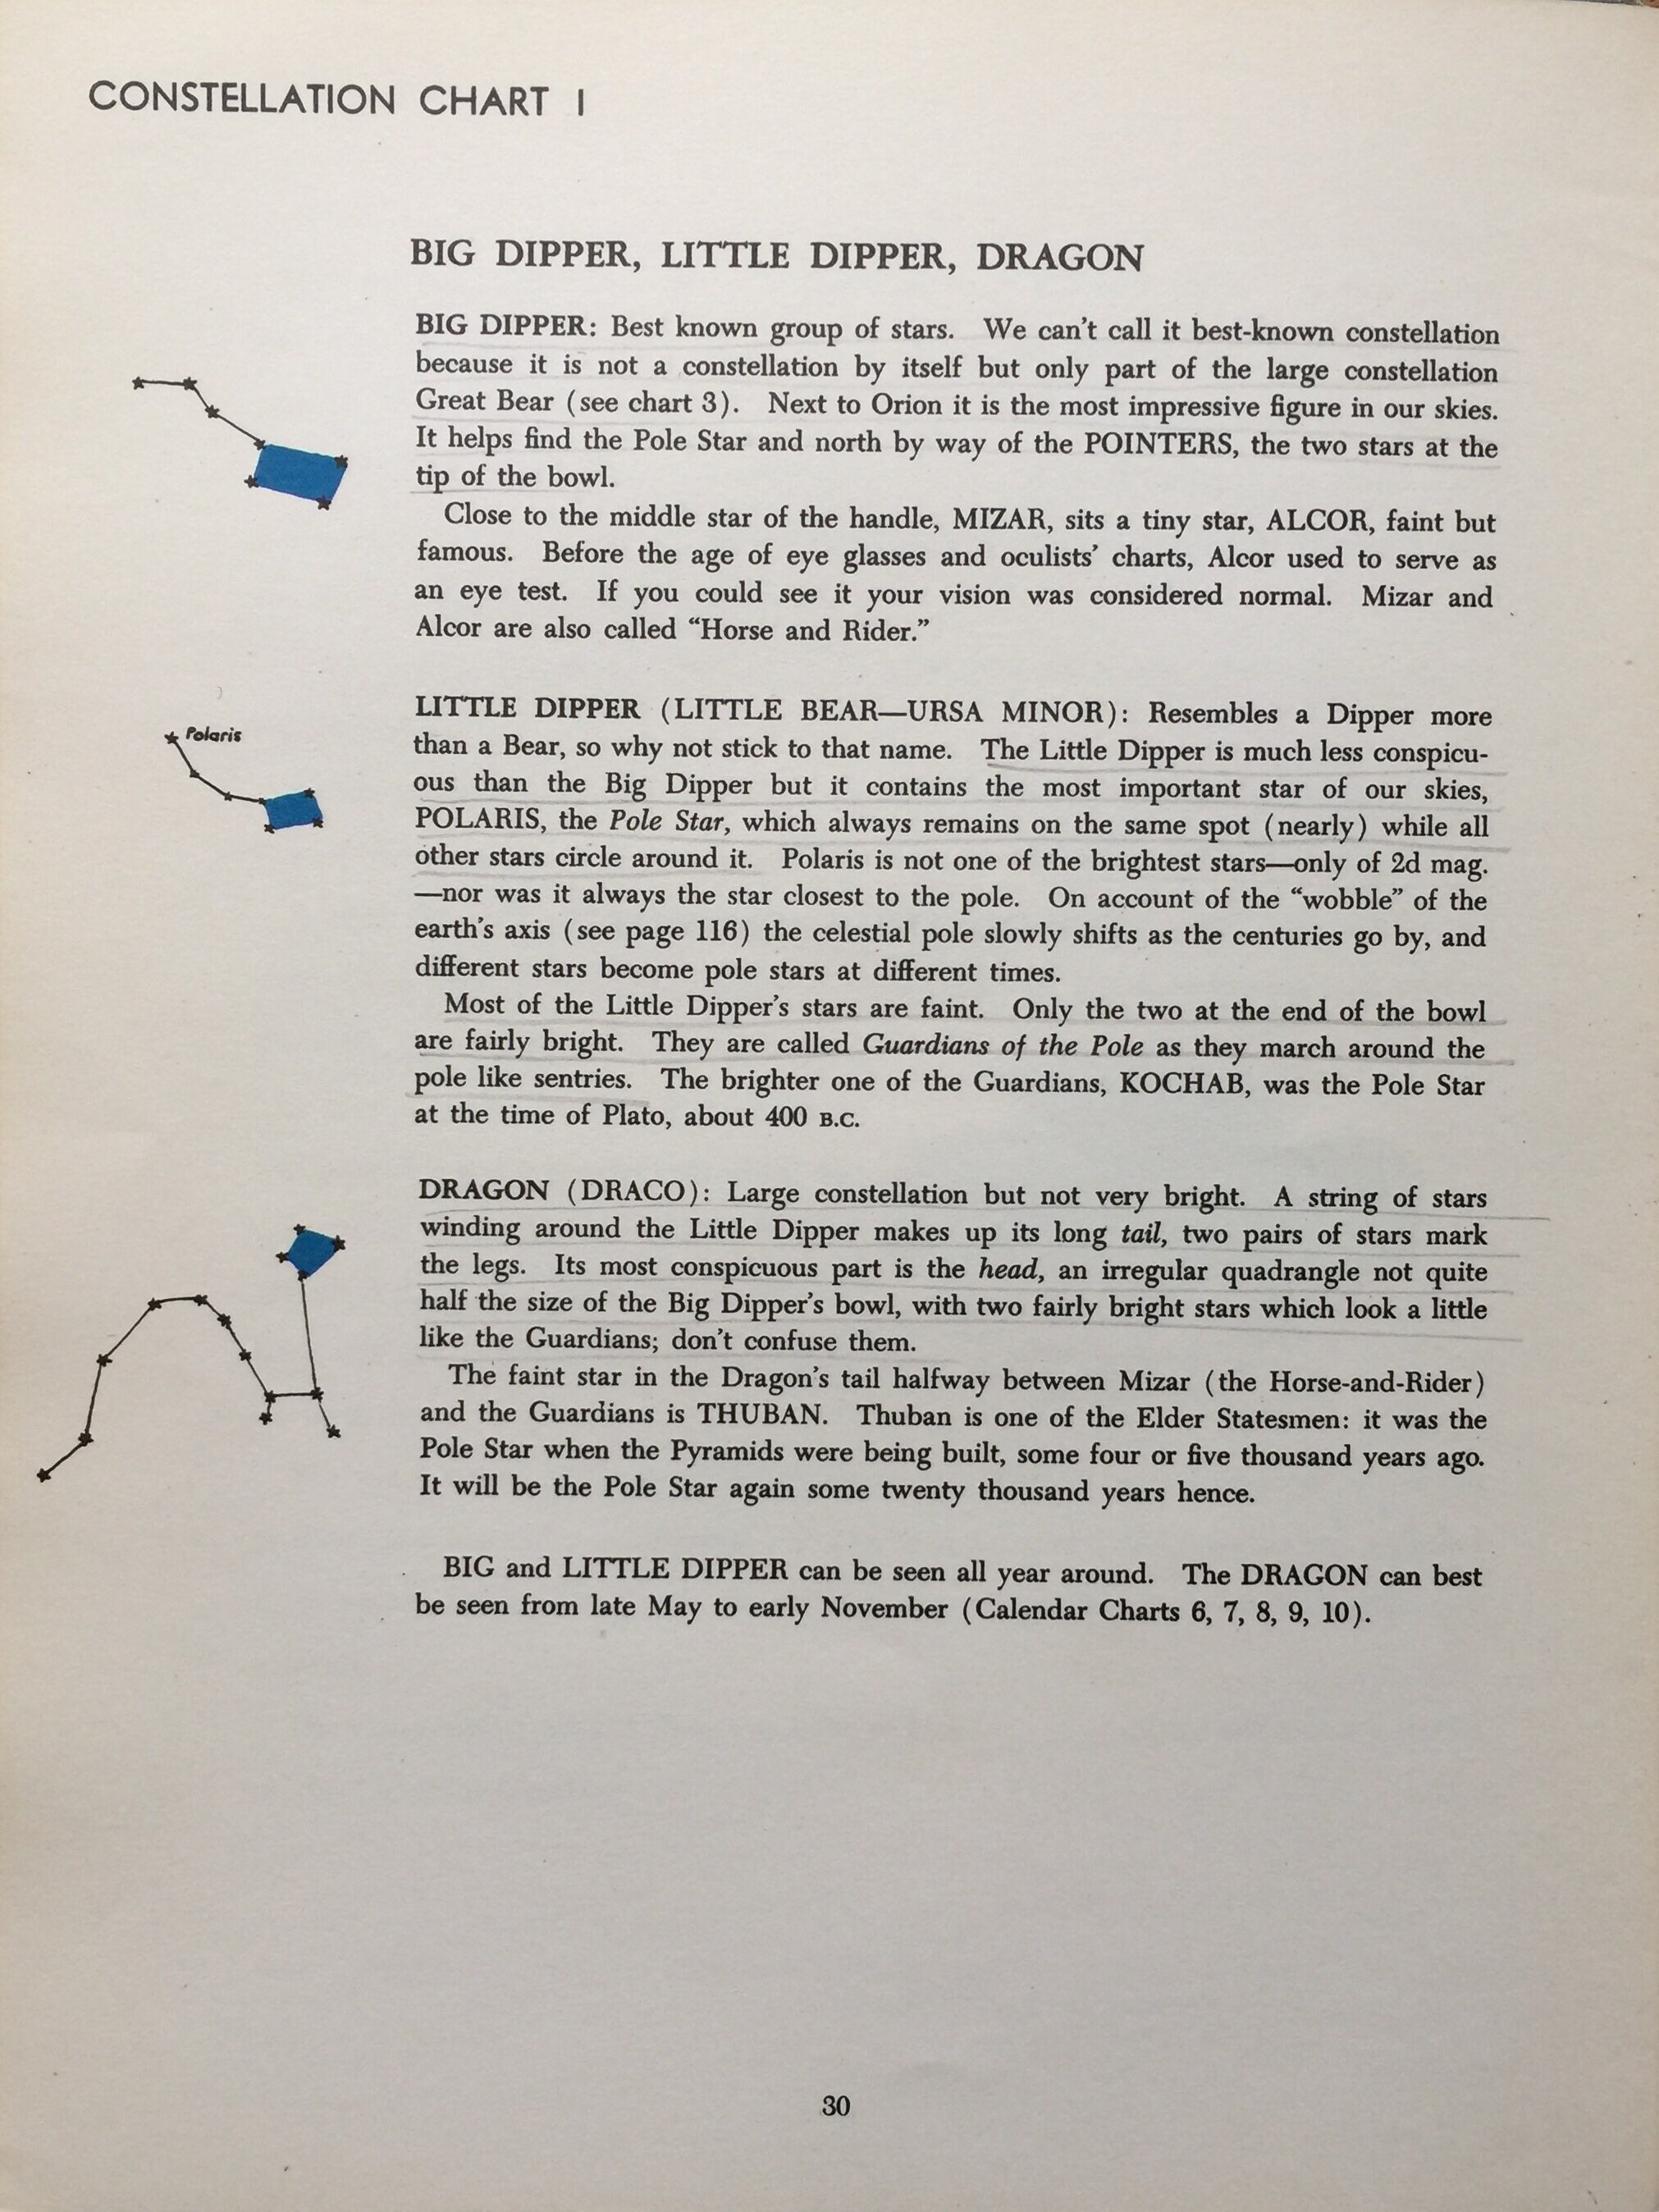 CONSTELLATION CHART 1
BIG DIPPER, LITTLE DIPPER, DRAGON
BIG DIPPER: Best known group of stars. We can't call it best-known constellation
because it is not a constellation by itself but only part of the large constellation
Great Bear (see chart 3). Next to Orion it is the most impressive figure in our skies.
It helps find the Pole Star and north by way of the POINTERS, the two stars at the
tip of the bowl.
Close to the middle star of the handle, MIZAR, sits a tiny star, ALCOR, faint but
famous. Before the age of eye glasses and oculists' charts, Alcor used to serve as
an eye test. If you could see it your vision was considered normal. Mizar and
Alcor are also called “Horse and Rider.”
Polaris
LITTLE DIPPER (LITTLE BEAR—URSA MINOR): Resembles a Dipper more
than a Bear, so why not stick to that name. The Little Dipper is much less conspicu-
ous than the Big Dipper but it contains the most important star of our skies,
POLARIS, the Pole Star, which always remains on the same spot (nearly) while all
other stars circle around it. Polaris is not one of the brightest stars—only of 2d mag.
—nor was it always the star closest to the pole. On account of the “wobble” of the
earth's axis (see page 116) the celestial pole slowly shifts as the centuries go by, and
different stars become pole stars at different times.
Most of the Little Dipper's stars are faint. Only the two at the end of the bowl
are fairly bright. They are called Guardians of the Pole as they march around the
pole like sentries. The brighter one of the Guardians, KOCHAB, was the Pole Star
at the time of Plato, about 400 B.C.
DRAGON (DRACO): Large constellation but not very bright. A string of stars
winding around the Little Dipper makes up its long tail, two pairs of stars mark
the legs. Its most conspicuous part is the head, an irregular quadrangle not quite
half the size of the Big Dipper's bowl, with two fairly bright stars which look a little
like the Guardians; don't confuse them.
The faint star in the Dragon's tail halfway between Mizar (the Horse-and-Rider)
and the Guardians is THUBAN. Thuban is one of the Elder Statesmen: it was the
Pole Star when the Pyramids were being built, some four or five thousand years ago.
It will be the Pole Star again some twenty thousand years hence.
BIG and LITTLE DIPPER can be seen all year around. The DRAGON can best
be seen from late May to early November (Calendar Charts 6, 7, 8, 9, 10).
30